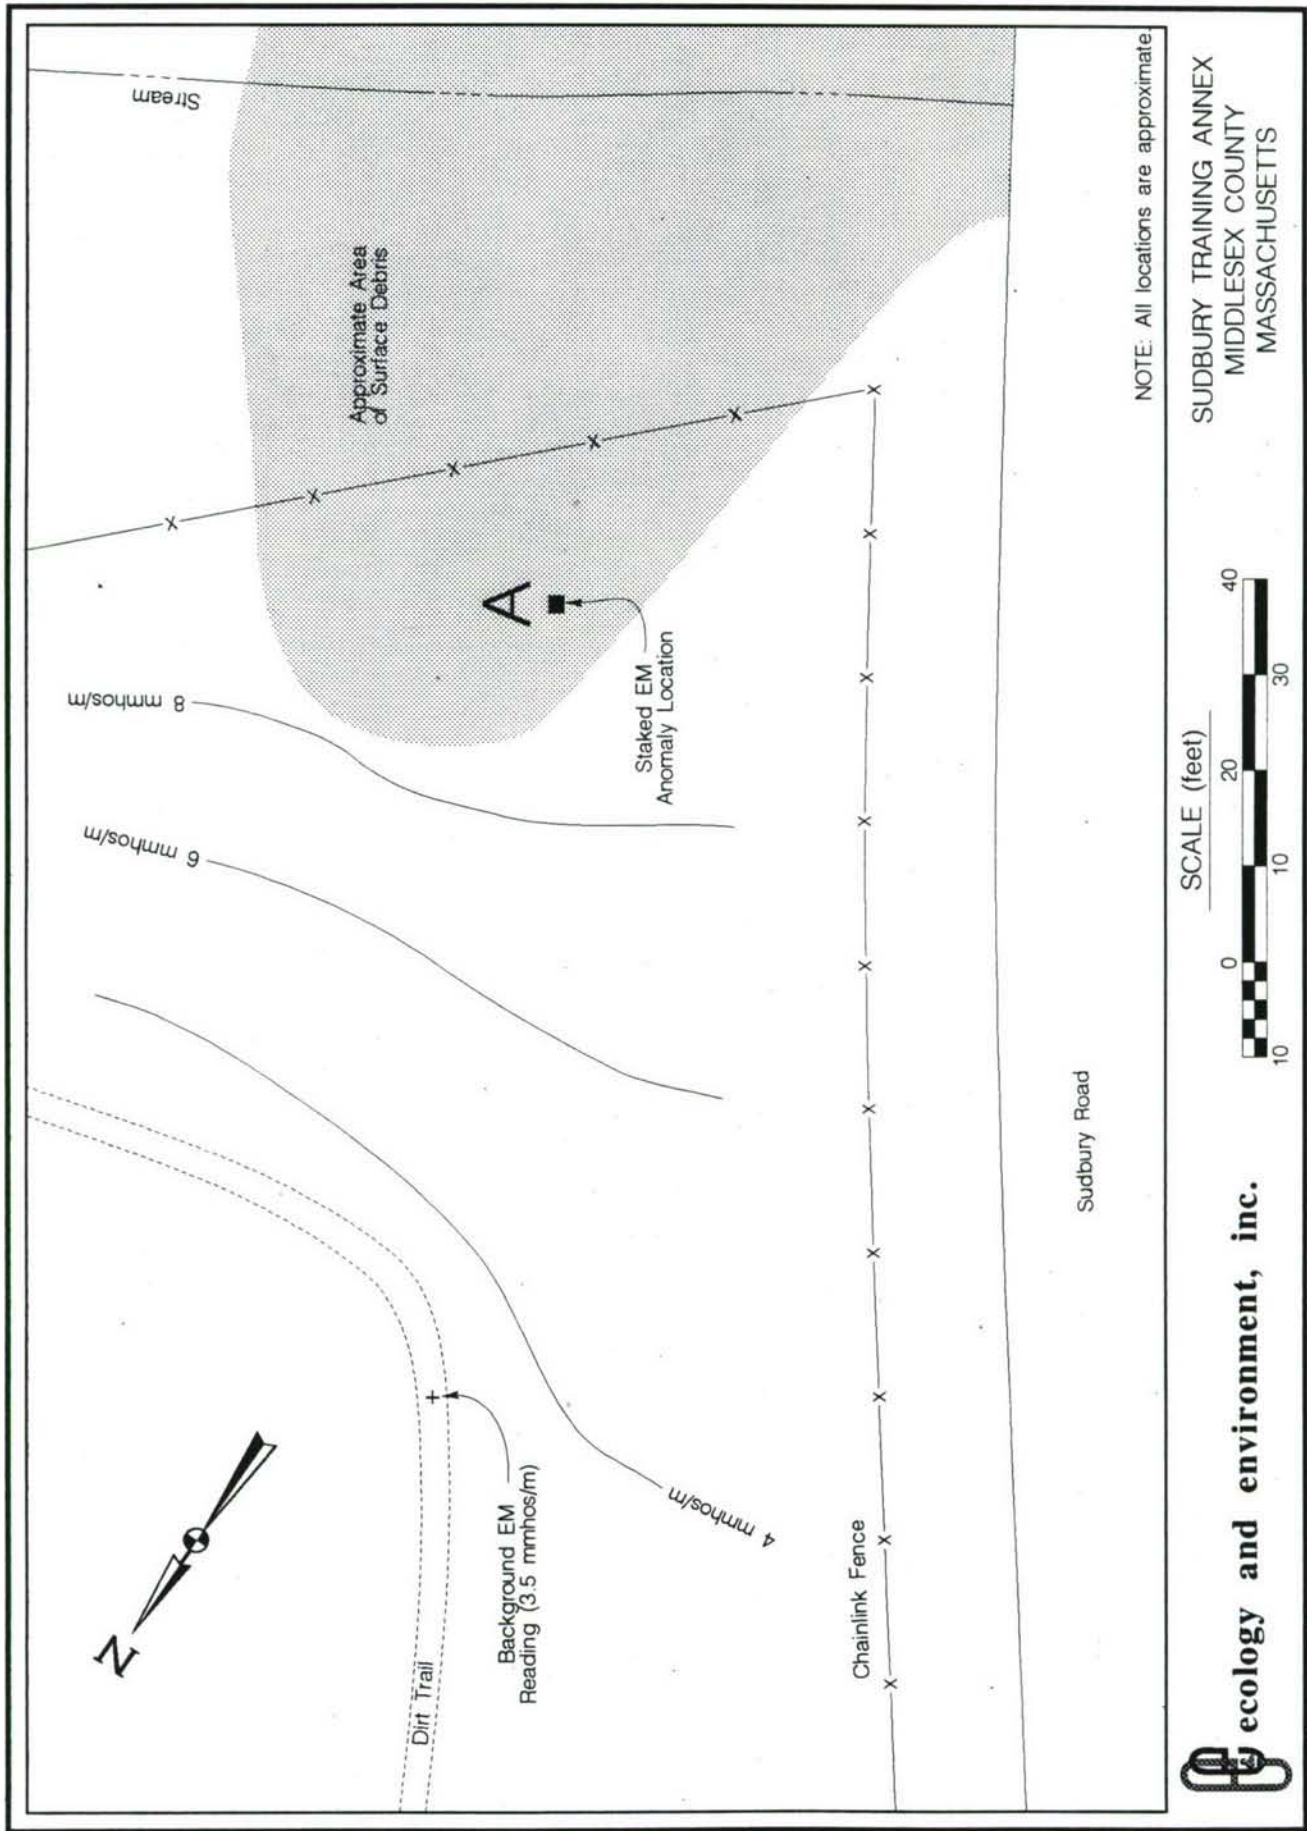 N
Dirt Trail
Background EM
Reading (3.5 mmhos/m)
4 mmhos/m
6 mmhos/m
8 mmhos/m
Stream
Approximate Area
of Surface Debris
A
Staked EM
Anomaly Location
Chainlink Fence
Sudbury Road
NOTE: All locations are approximate.
ecology and environment, inc.
SCALE (feet)
10 0 10 20 30 40
SUDBURY TRAINING ANNEX
MIDDLESEX COUNTY
MASSACHUSETTS